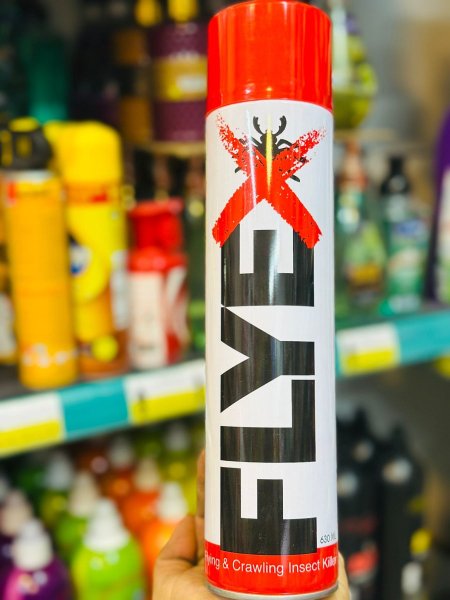 FLYEX
630 ML
Flying & Crawling Insect Killer